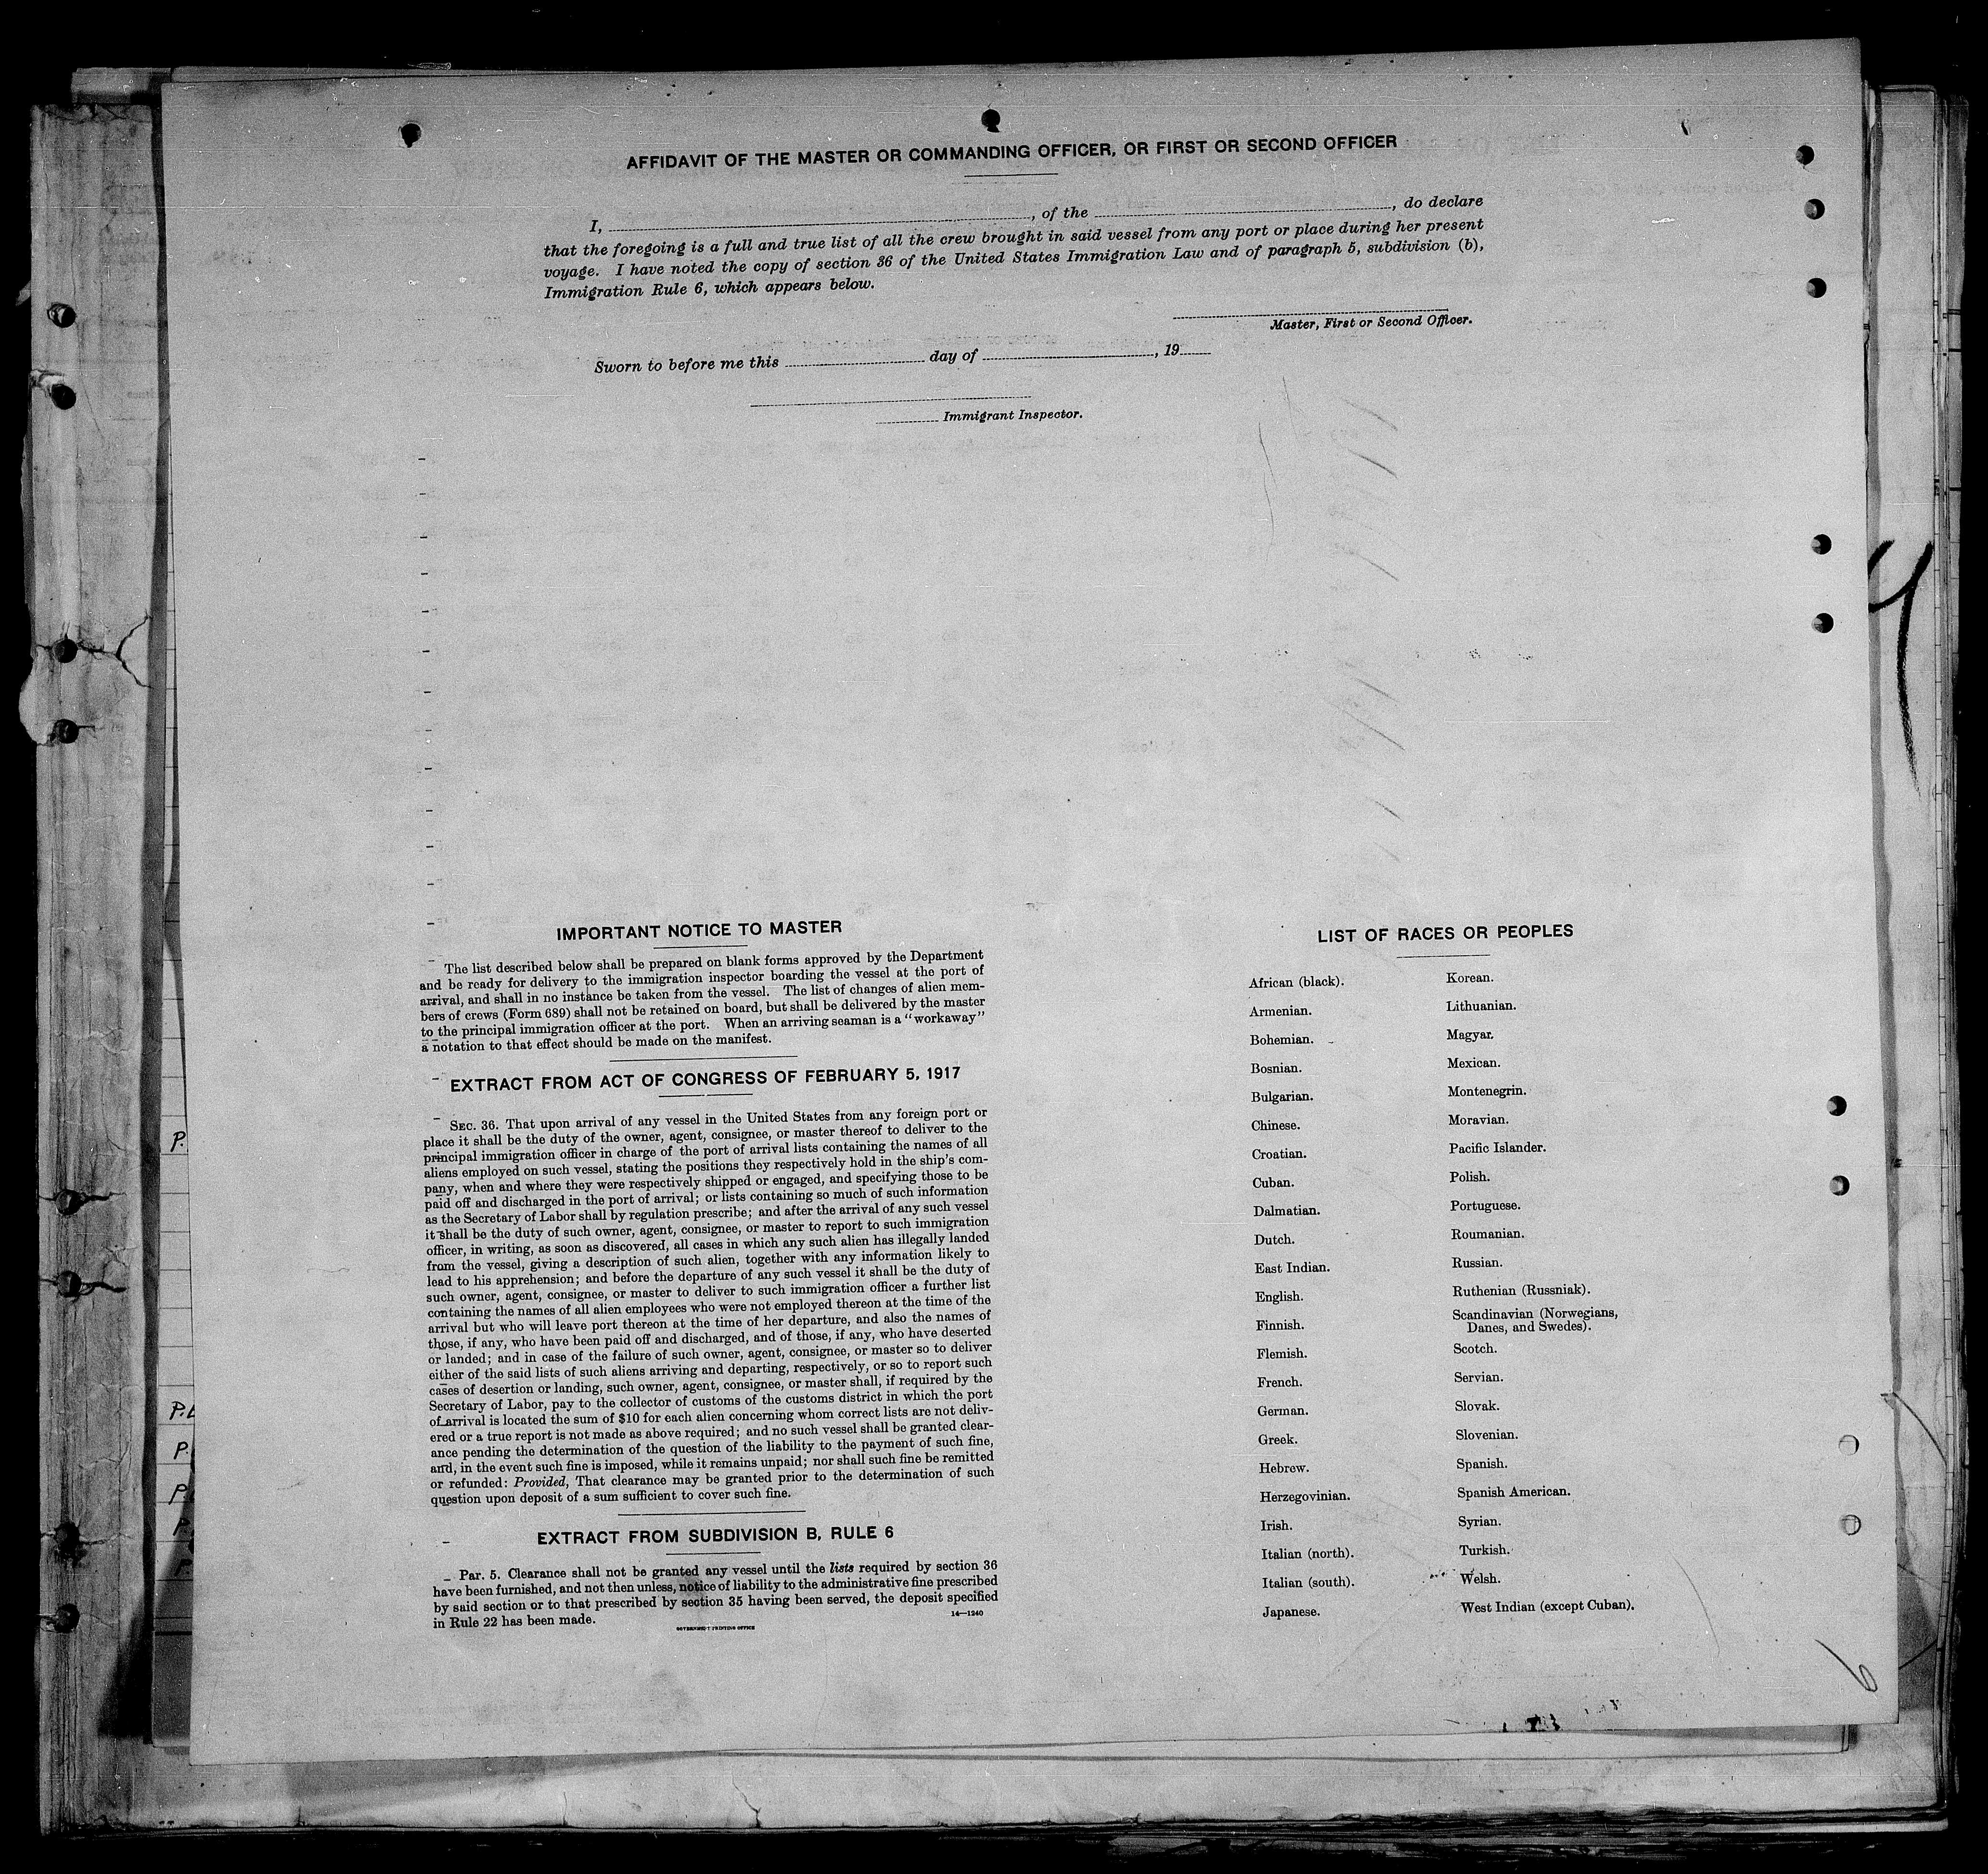 AFFIDAVIT OF THE MASTER OR COMMANDING OFFICER, OR FIRST OR SECOND OFFICER
I, , of the , do declare
that the foregoing is a full and true list of all the crew brought in said vessel from any port or place during her present
voyage. I have noted the copy of section 36 of the United States Immigration Law and of paragraph 5, subdivision (b),
Immigration Rule 6, which appears below.
Master, First or Second Officer.
Sworn to before me this day of , 19
Immigrant Inspector.
IMPORTANT NOTICE TO MASTER
The list described below shall be prepared on blank forms approved by the Department
and be ready for delivery to the immigration inspector boarding the vessel at the port of
arrival, and shall in no instance be taken from the vessel. The list of changes of alien mem-
bers of crews (Form 689) shall not be retained on board, but shall be delivered by the master
to the principal immigration officer at the port. When an arriving seaman is a "workaway"
a notation to that effect should be made on the manifest.
EXTRACT FROM ACT OF CONGRESS OF FEBRUARY 5, 1917
SEC. 36. That upon arrival of any vessel in the United States from any foreign port or
place it shall be the duty of the owner, agent, consignee, or master thereof to deliver to the
principal immigration officer in charge of the port of arrival lists containing the names of all
aliens employed on such vessel, stating the positions they respectively hold in the ship's com-
pany, when and where they were respectively shipped or engaged, and specifying those to be
paid off and discharged in the port of arrival; or lists containing so much of such information
as the Secretary of Labor shall by regulation prescribe; and after the arrival of any such vessel
it shall be the duty of such owner, agent, consignee, or master to report to such immigration
officer, in writing, as soon as discovered, all cases in which any such alien has illegally landed
from the vessel, giving a description of such alien, together with any information likely to
lead to his apprehension; and before the departure of any such vessel it shall be the duty of
such owner, agent, consignee, or master to deliver to such immigration officer a further list
containing the names of all alien employees who were not employed thereon at the time of the
arrival but who will leave port thereon at the time of her departure, and also the names of
those, if any, who have been paid off and discharged, and of those, if any, who have deserted
or landed; and in case of the failure of such owner, agent, consignee, or master so to deliver
either of the said lists of such aliens arriving and departing, respectively, or so to report such
cases of desertion or landing, such owner, agent, consignee, or master shall, if required by the
Secretary of Labor, pay to the collector of customs of the customs district in which the port
of arrival is located the sum of $10 for each alien concerning whom correct lists are not deliv-
ered or a true report is not made as above required; and no such vessel shall be granted clear-
ance pending the determination of the question of the liability to the payment of such fine,
and, in the event such fine is imposed, while it remains unpaid; nor shall such fine be remitted
or refunded: Provided, That clearance may be granted prior to the determination of such
question upon deposit of a sum sufficient to cover such fine.
EXTRACT FROM SUBDIVISION B, RULE 6
Par. 5. Clearance shall not be granted any vessel until the lists required by section 36
have been furnished, and not then unless, notice of liability to the administrative fine prescribed
by said section or to that prescribed by section 35 having been served, the deposit specified
in Rule 22 has been made.
14—1240
GOVERNMENT PRINTING OFFICE
LIST OF RACES OR PEOPLES
African (black).
Armenian.
Bohemian.
Bosnian.
Bulgarian.
Chinese.
Croatian.
Cuban.
Dalmatian.
Dutch.
East Indian.
English.
Finnish.
Flemish.
French.
German.
Greek.
Hebrew.
Herzegovinian.
Irish.
Italian (north).
Italian (south).
Japanese.
Korean.
Lithuanian.
Magyar.
Mexican.
Montenegrin.
Moravian.
Pacific Islander.
Polish.
Portuguese.
Roumanian.
Russian.
Ruthenian (Russniak).
Scandinavian (Norwegians,
Danes, and Swedes).
Scotch.
Servian.
Slovak.
Slovenian.
Spanish.
Spanish American.
Syrian.
Turkish.
Welsh.
West Indian (except Cuban).